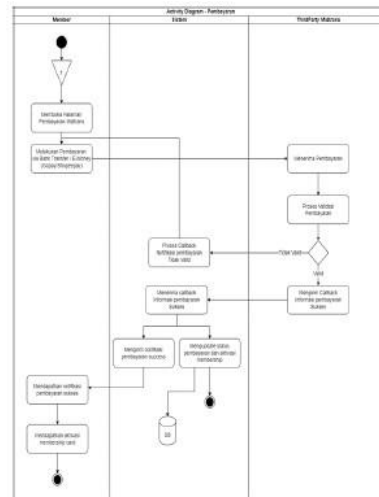 Activity Diagram - Pembayaran
Member
Sistem
ThirdParty Midtrans
Membuka Halaman
Pembayaran Midtrans
Melakukan Pembayaran
via Bank Transfer / E-Money
Menerima Pembayaran
Proses Validasi
Pembayaran
Proses Callback
Notifikasi pembayaran
Tidak Valid
Tidak Valid
Valid
Menerima callback
informasi pembayaran
Sukses
Mengirim Callback
informasi pembayaran
Sukses
Mengirim notifikasi
pembayaran success
Mengupdate status
pembayaran dan aktivasi
membership
Mendapatkan notifikasi
pembayaran sukses
DB
Mendapatkan aktivasi
membership card